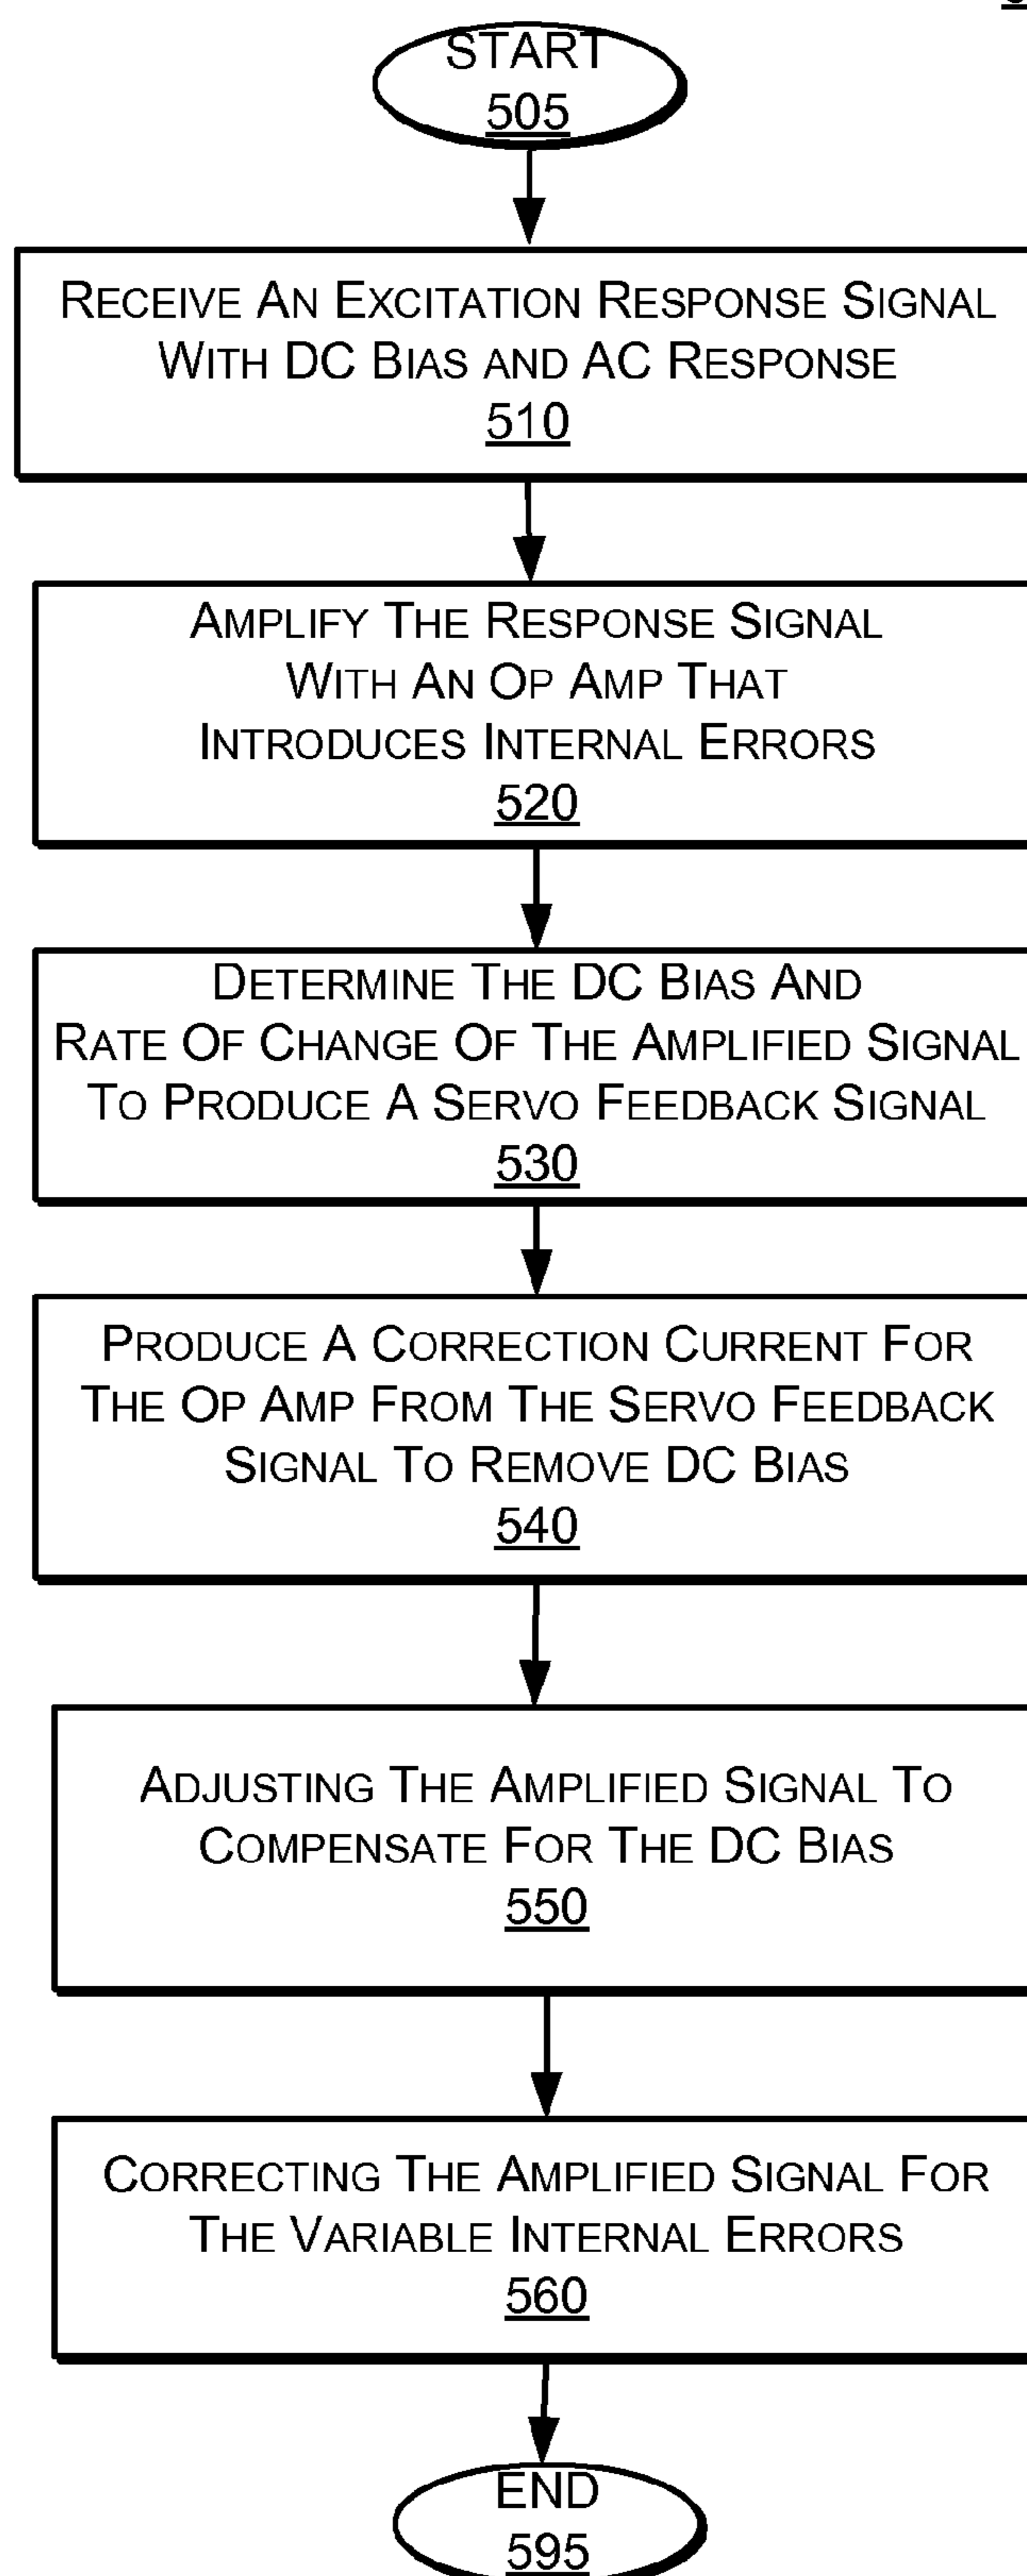 START
505
RECEIVE AN EXCITATION RESPONSE SIGNAL
WITH DC BIAS AND AC RESPONSE
510
AMPLIFY THE RESPONSE SIGNAL
WITH AN OP AMP THAT
INTRODUCES INTERNAL ERRORS
520
DETERMINE THE DC BIAS AND
RATE OF CHANGE OF THE AMPLIFIED SIGNAL
TO PRODUCE A SERVO FEEDBACK SIGNAL
530
PRODUCE A CORRECTION CURRENT FOR
THE OP AMP FROM THE SERVO FEEDBACK
SIGNAL TO REMOVE DC BIAS
540
ADJUSTING THE AMPLIFIED SIGNAL TO
COMPENSATE FOR THE DC BIAS
550
CORRECTING THE AMPLIFIED SIGNAL FOR
THE VARIABLE INTERNAL ERRORS
560
END
595